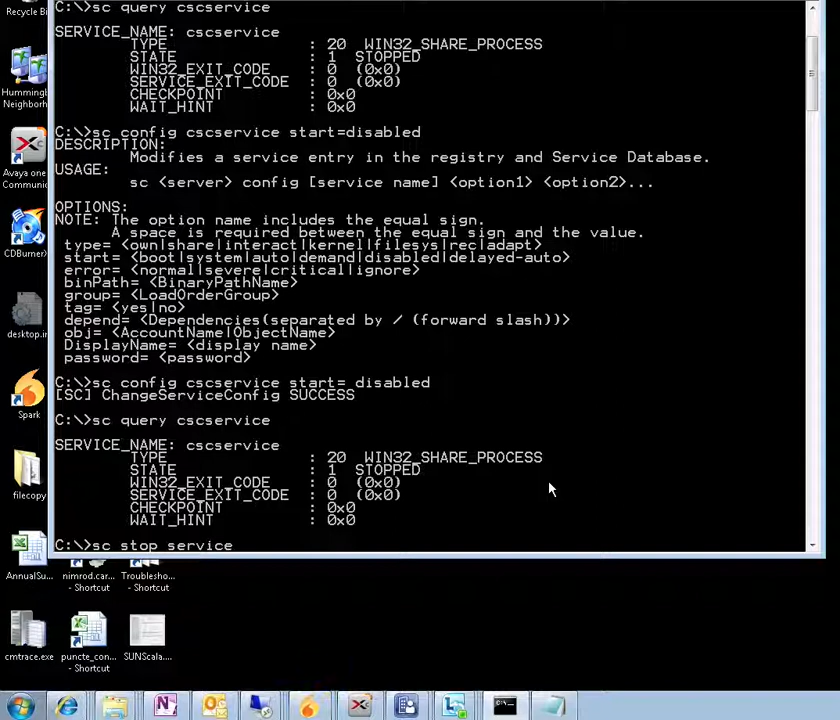 Recycle Bi
C:\>sc query cscservice
SERVICE_NAME: cscservice
TYPE : 20 WIN32_SHARE_PROCESS
STATE : 1 STOPPED
WIN32_EXIT_CODE : 0 (0x0)
SERVICE_EXIT_CODE : 0 (0x0)
CHECKPOINT : 0x0
WAIT_HINT : 0x0
C:\>sc config cscservice start=disabled
DESCRIPTION:
Modifies a service entry in the registry and Service Database.
USAGE:
sc <server> config [service name] <option1> <option2>...
OPTIONS:
NOTE: The option name includes the equal sign.
A space is required between the equal sign and the value.
type= <own|share|interact|kernel|filesys|rec|adapt>
start= <boot|system|auto|demand|disabled|delayed-auto>
error= <normal|severe|critical|ignore>
binPath= <BinaryPathName>
group= <LoadOrderGroup>
tag= <yes|no>
depend= <Dependencies(separated by / (forward slash))>
obj= <AccountName|ObjectName>
DisplayName= <display name>
password= <password>
C:\>sc config cscservice start= disabled
[SC] ChangeServiceConfig SUCCESS
C:\>sc query cscservice
SERVICE_NAME: cscservice
TYPE : 20 WIN32_SHARE_PROCESS
STATE : 1 STOPPED
WIN32_EXIT_CODE : 0 (0x0)
SERVICE_EXIT_CODE : 0 (0x0)
CHECKPOINT : 0x0
WAIT_HINT : 0x0
C:\>sc stop service
Humming
Neighborh
Avaya one
Communic
CDBurner
desktop.in
Spark
filecopy
AnnualSu...
nimrod.car...
- Shortcut
Troublesho...
- Shortcut
cmtrace.exe
puncte_con...
- Shortcut
SUNScala....